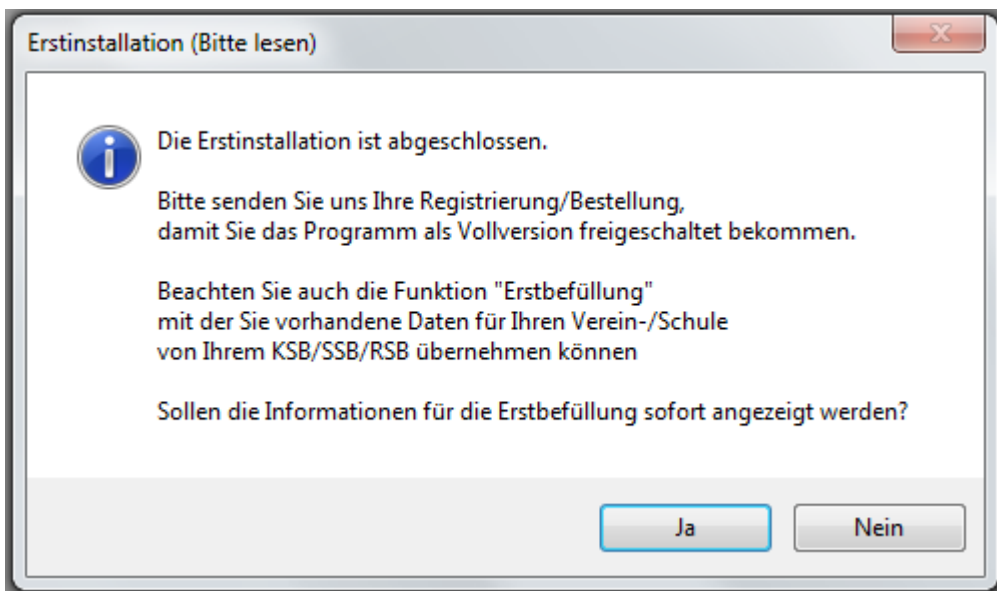 Erstinstallation (Bitte lesen)
Die Erstinstallation ist abgeschlossen.
Bitte senden Sie uns Ihre Registrierung/Bestellung,
damit Sie das Programm als Vollversion freigeschaltet bekommen.
Beachten Sie auch die Funktion "Erstbefüllung"
mit der Sie vorhandene Daten für Ihren Verein-/Schule
von Ihrem KSB/SSB/RSB übernehmen können
Sollen die Informationen für die Erstbefüllung sofort angezeigt werden?
Ja
Nein